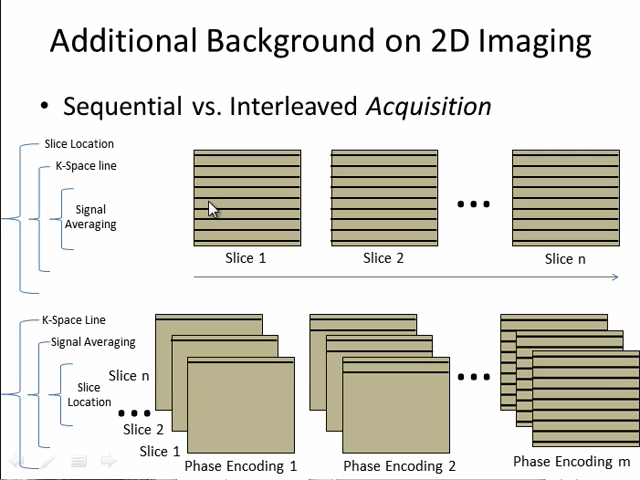 Additional Background on 2D Imaging
• Sequential vs. Interleaved Acquisition
Slice Location
K-Space line
Signal
Averaging
Slice 1
Slice 2
Slice n
K-Space Line
Signal Averaging
Slice
Location
Slice n
Slice 2
Slice 1
Phase Encoding 1
Phase Encoding 2
Phase Encoding m